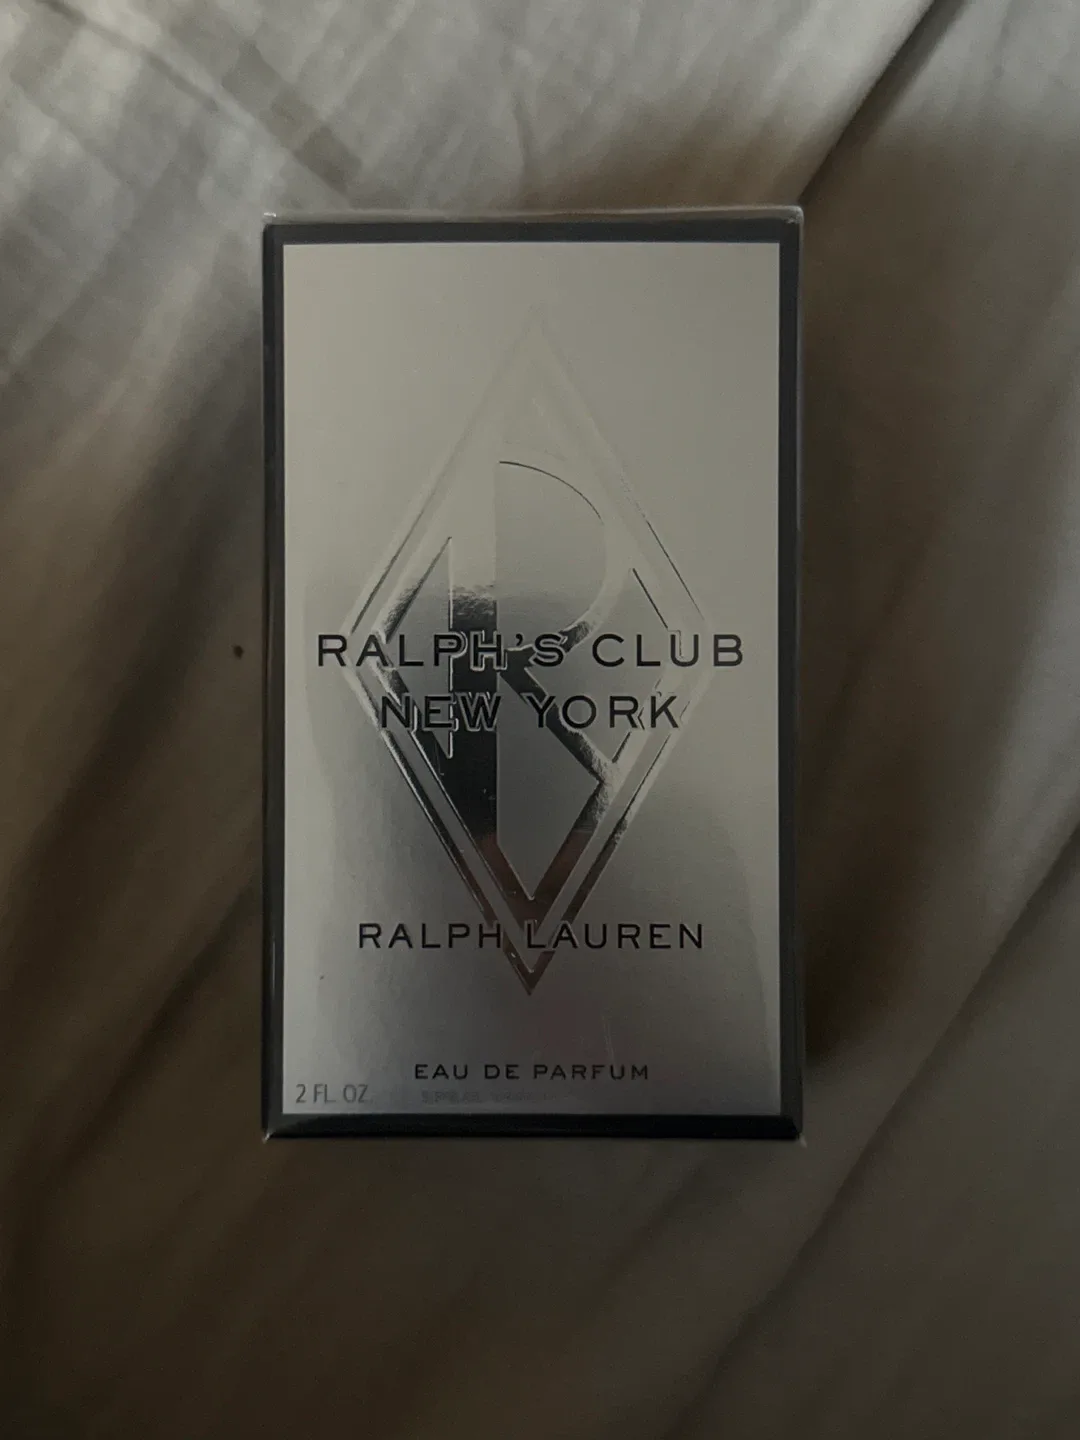 RALPH'S CLUB
NEW YORK
RALPH LAUREN
EAU DE PARFUM
2 FL. OZ.